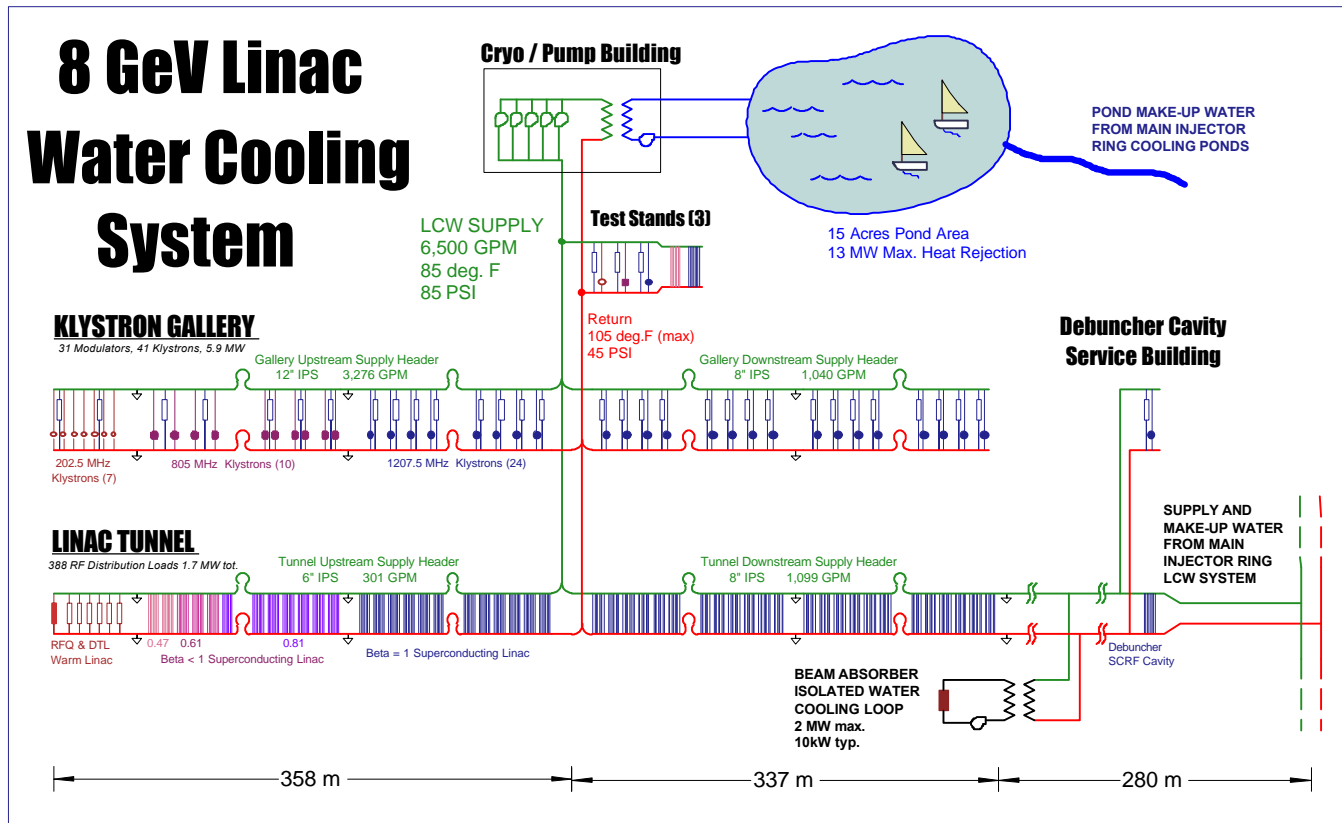 8 GeV Linac
Water Cooling
System
Cryo / Pump Building
POND MAKE-UP WATER
FROM MAIN INJECTOR
RING COOLING PONDS
LCW SUPPLY
6,500 GPM
85 deg. F
85 PSI
Test Stands (3)
15 Acres Pond Area
13 MW Max. Heat Rejection
Return
105 deg.F (max)
45 PSI
KLYSTRON GALLERY
31 Modulators, 41 Klystrons, 5.9 MW
Gallery Upstream Supply Header
12" IPS 3,276 GPM
Gallery Downstream Supply Header
8" IPS 1,040 GPM
Debuncher Cavity
Service Building
202.5 MHz
Klystrons (7)
805 MHz Klystrons (10)
1207.5 MHz Klystrons (24)
LINAC TUNNEL
388 RF Distribution Loads 1.7 MW tot.
Tunnel Upstream Supply Header
6" IPS 301 GPM
Tunnel Downstream Supply Header
8" IPS 1,099 GPM
SUPPLY AND
MAKE-UP WATER
FROM MAIN
INJECTOR RING
LCW SYSTEM
RFQ & DTL
Warm Linac
0.47 0.61 0.81
Beta < 1 Superconducting Linac
Beta = 1 Superconducting Linac
Debuncher
SCRF Cavity
BEAM ABSORBER
ISOLATED WATER
COOLING LOOP
2 MW max.
10kW typ.
358 m
337 m
280 m